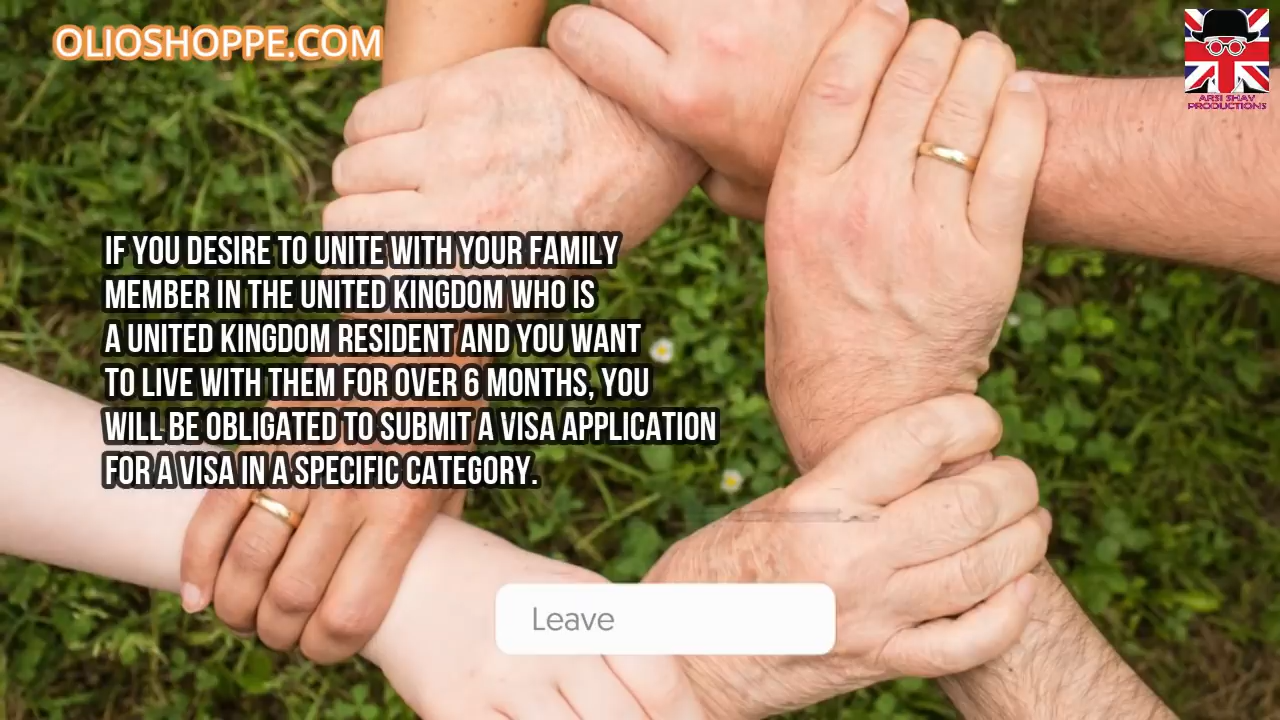 OLIOSHOPPE.COM
ARSI SHAY
PRODUCTIONS
IF YOU DESIRE TO UNITE WITH YOUR FAMILY
MEMBER IN THE UNITED KINGDOM WHO IS
A UNITED KINGDOM RESIDENT AND YOU WANT
TO LIVE WITH THEM FOR OVER 6 MONTHS, YOU
WILL BE OBLIGATED TO SUBMIT A VISA APPLICATION
FOR A VISA IN A SPECIFIC CATEGORY.
Leave